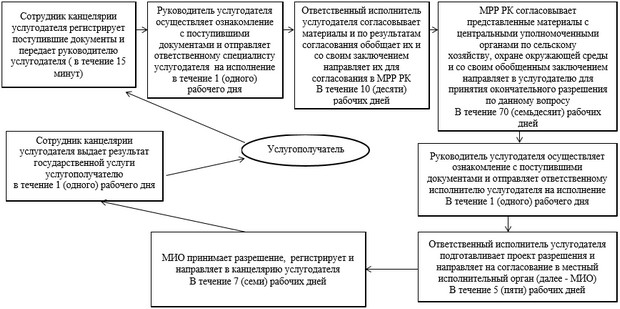 Сотрудник канцелярии
услугодателя регистрирует
поступившие документы и
передает руководителю
услугодателя ( в течение 15
минут)
Руководитель услугодателя
осуществляет ознакомление
с поступившими
документами и отправляет
ответственному специалисту
услугодателя на исполнение
в течение 1 (одного)
рабочего дня
Ответственный исполнитель
услугодателя согласовывает
материалы и по результатам
согласования обобщает их и
со своим заключением
направляет их для
согласования в МРР РК
В течение 10 (десяти)
рабочих дней
МРР РК согласовывает
представленные материалы с
центральными уполномоченными
органами по сельскому
хозяйству, охране окружающей среды
и со своим обобщенным заключением
направляет в услугодателю для
принятия окончательного разрешения
по данному вопросу
В течение 70 (семьдесяит) рабочих
дней
Руководитель услугодателя осуществляет
ознакомление с поступившими
документами и отправляет ответственному
исполнителю услугодателя на исполнение
В течение 1 (одного) рабочего дня
Ответственный исполнитель услугодателя
подготавливает проект разрешения и
направляет на согласование в местный
исполнительный орган (далее - МИО)
В течение 5 (пяти) рабочих дней
МИО принимает разрешение, регистрирует и
направляет в канцелярию услугодателя
В течение 7 (семи) рабочих дней
Сотрудник канцелярии
услугодателя выдает результат
государственной услуги
услугополучателю
в течение 1 (одного) рабочего дня
Услугополучатель